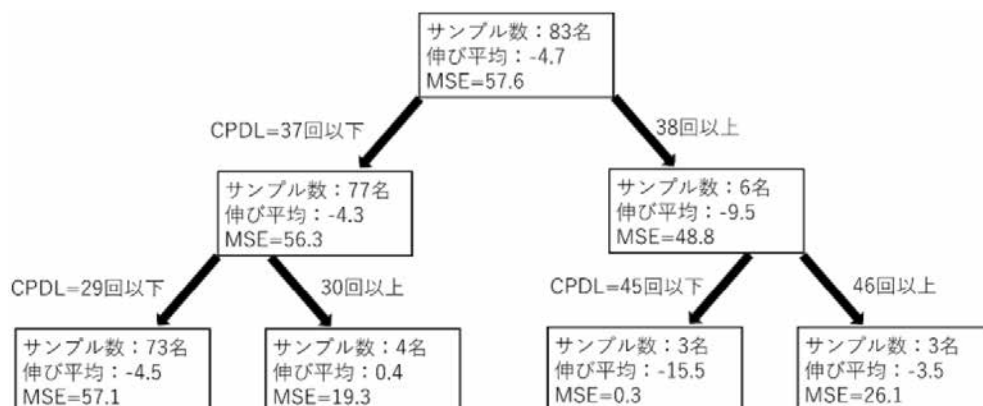 サンプル数：83名
伸び平均：-4.7
MSE=57.6
CPDL=37回以下
38回以上
サンプル数：77名
伸び平均：-4.3
MSE=56.3
サンプル数：6名
伸び平均：-9.5
MSE=48.8
CPDL=29回以下
30回以上
CPDL=45回以下
46回以上
サンプル数：73名
伸び平均：-4.5
MSE=57.1
サンプル数：4名
伸び平均：0.4
MSE=19.3
サンプル数：3名
伸び平均：-15.5
MSE=0.3
サンプル数：3名
伸び平均：-3.5
MSE=26.1